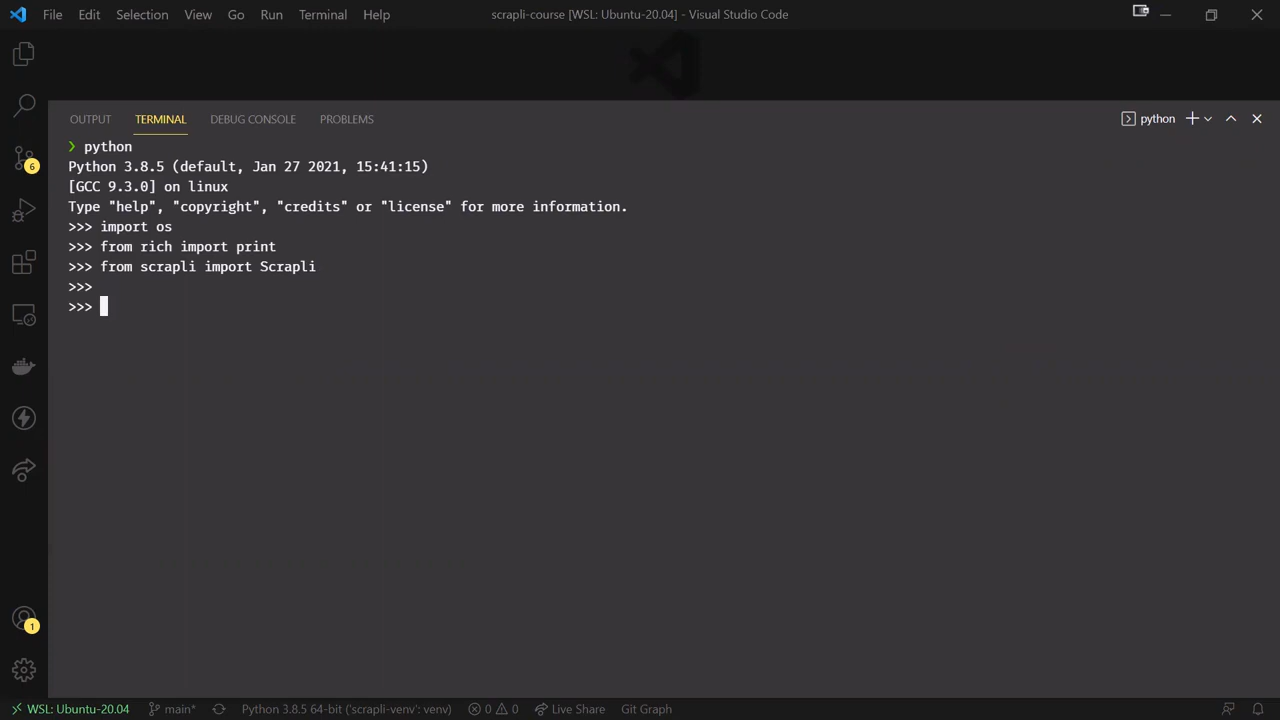 File Edit Selection View Go Run Terminal Help
scrapli-course [WSL: Ubuntu-20.04] - Visual Studio Code
OUTPUT TERMINAL DEBUG CONSOLE PROBLEMS
python
❯ python
Python 3.8.5 (default, Jan 27 2021, 15:41:15)
[GCC 9.3.0] on linux
Type "help", "copyright", "credits" or "license" for more information.
>>> import os
>>> from rich import print
>>> from scrapli import Scrapli
>>>
>>>
6
1
WSL: Ubuntu-20.04 main* Python 3.8.5 64-bit ('scrapli-venv': venv) 0 0 Live Share Git Graph